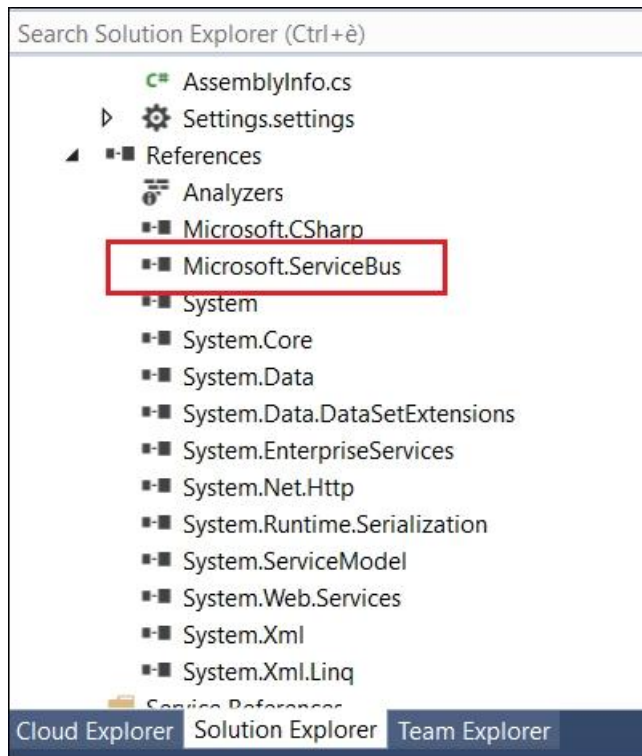 Search Solution Explorer (Ctrl+è)
C# AssemblyInfo.cs
Settings.settings
References
Analyzers
Microsoft.CSharp
Microsoft.ServiceBus
System
System.Core
System.Data
System.Data.DataSetExtensions
System.EnterpriseServices
System.Net.Http
System.Runtime.Serialization
System.ServiceModel
System.Web.Services
System.Xml
System.Xml.Linq
Service References
Cloud Explorer Solution Explorer Team Explorer